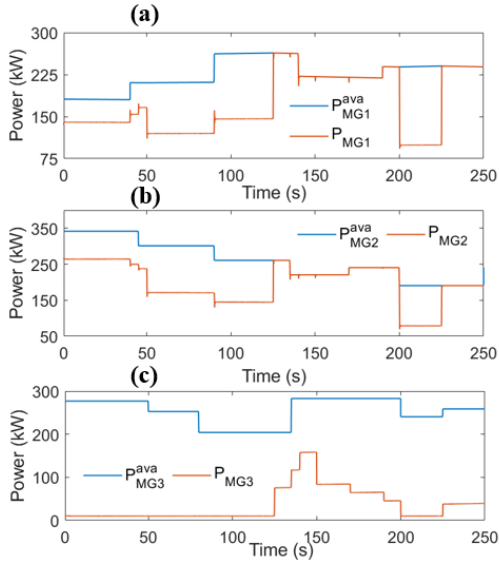 (a)
300
225
150
75
Power (kW)
P^ava_MG1
P_MG1
0 50 100 150 200 250
Time (s)
(b)
350
250
150
50
Power (kW)
P^ava_MG2 P_MG2
0 50 100 150 200 250
Time (s)
(c)
300
200
100
0
Power (kW)
P^ava_MG3 P_MG3
0 50 100 150 200 250
Time (s)